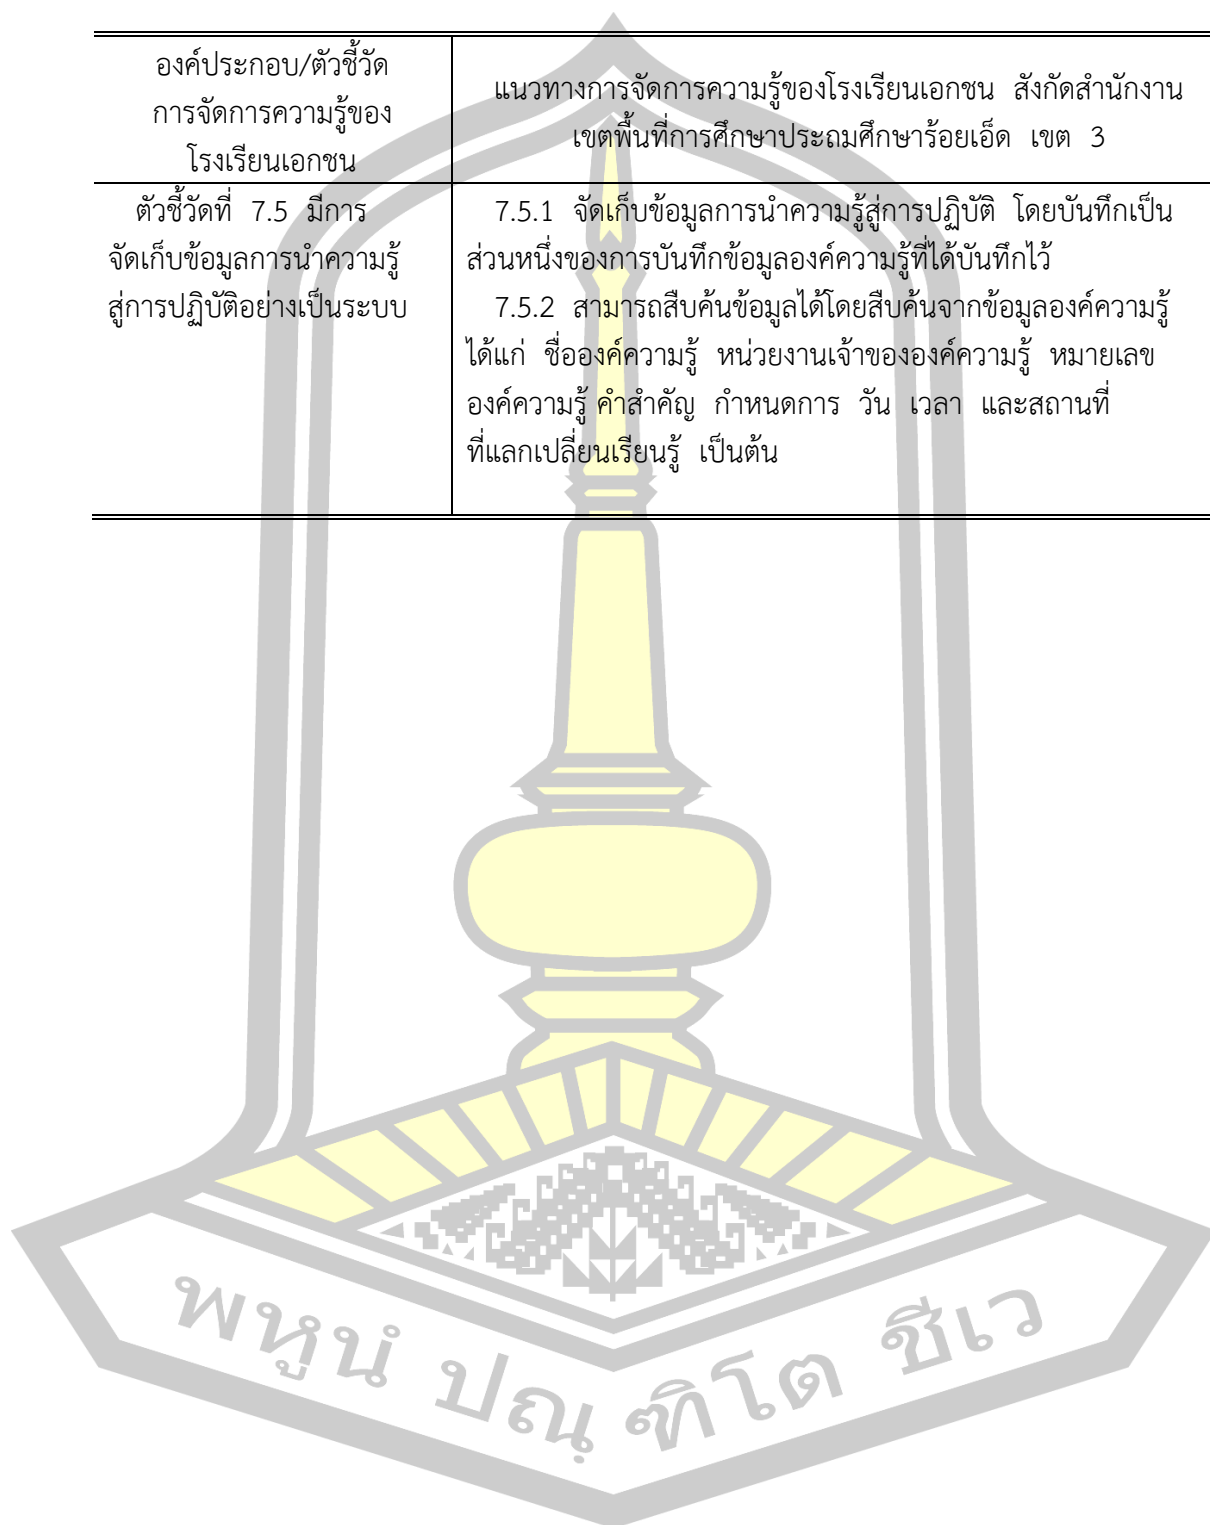 องค์ประกอบ/ตัวชี้วัด
การจัดการความรู้ของ
โรงเรียนเอกชน
แนวทางการจัดการความรู้ของโรงเรียนเอกชน สังกัดสำนักงาน
เขตพื้นที่การศึกษาประถมศึกษาร้อยเอ็ด เขต 3
ตัวชี้วัดที่ 7.5 มีการ
จัดเก็บข้อมูลการนำความรู้
สู่การปฏิบัติอย่างเป็นระบบ
7.5.1 จัดเก็บข้อมูลการนำความรู้สู่การปฏิบัติ โดยบันทึกเป็น
ส่วนหนึ่งของการบันทึกข้อมูลองค์ความรู้ที่ได้บันทึกไว้
7.5.2 สามารถสืบค้นข้อมูลได้โดยสืบค้นจากข้อมูลองค์ความรู้
ได้แก่ ชื่อองค์ความรู้ หน่วยงานเจ้าขององค์ความรู้ หมายเลข
องค์ความรู้ คำสำคัญ กำหนดการ วัน เวลา และสถานที่
ที่แลกเปลี่ยนเรียนรู้ เป็นต้น
พหูนํ ปณฺ ฑิโต ชีเว